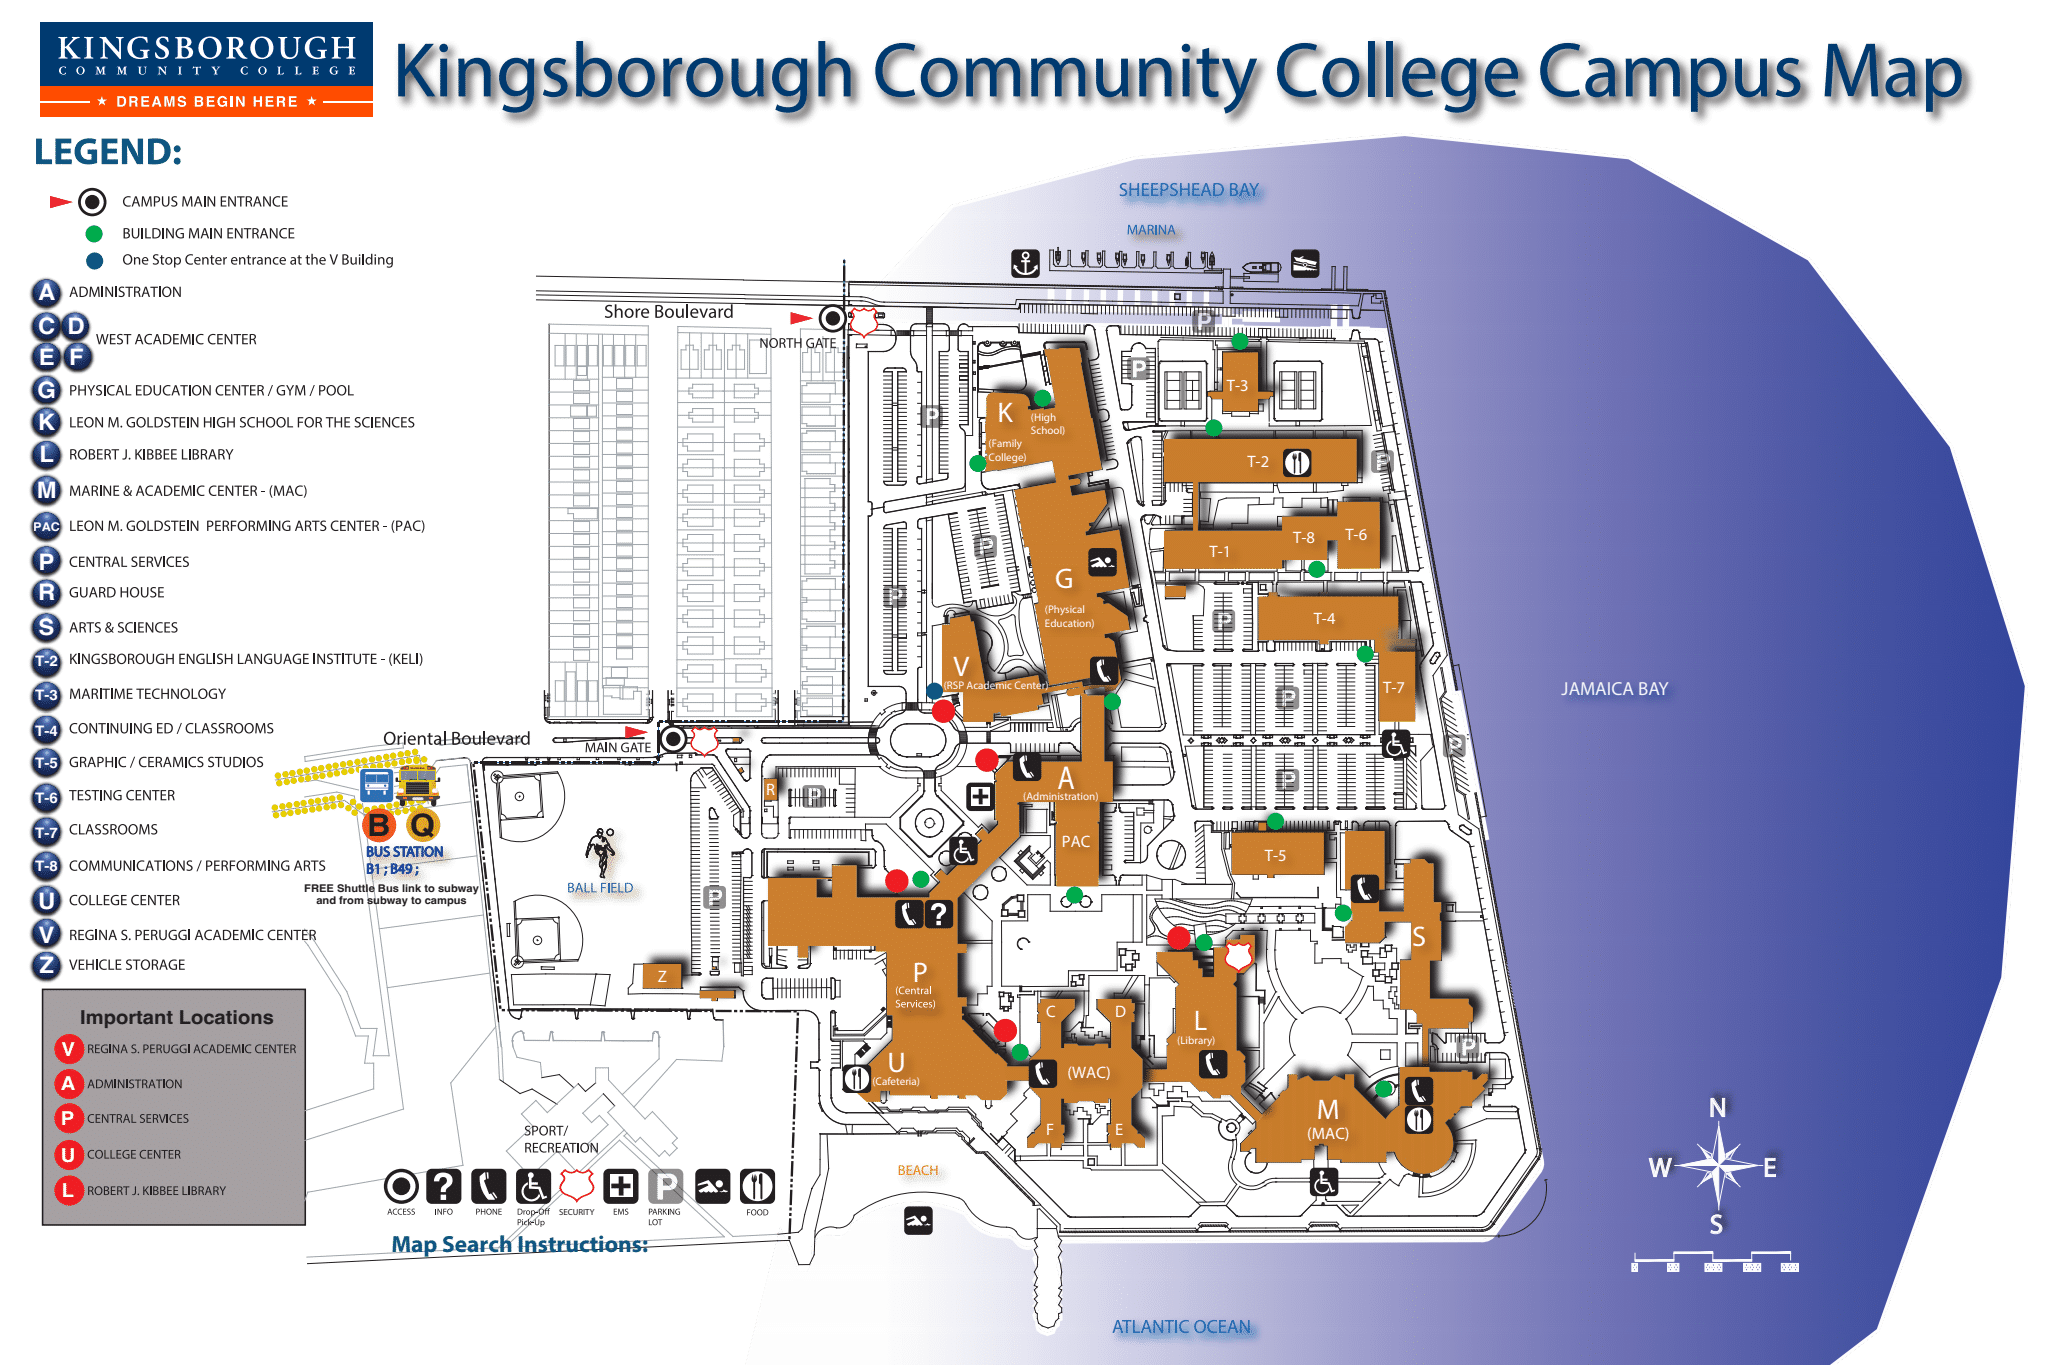 KINGSBOROUGH
COMMUNITY COLLEGE
★ DREAMS BEGIN HERE ★
Kingsborough Community College Campus Map
LEGEND:
CAMPUS MAIN ENTRANCE
BUILDING MAIN ENTRANCE
One Stop Center entrance at the V Building
A ADMINISTRATION
C D
E F
WEST ACADEMIC CENTER
G PHYSICAL EDUCATION CENTER / GYM / POOL
K LEON M. GOLDSTEIN HIGH SCHOOL FOR THE SCIENCES
L ROBERT J. KIBBEE LIBRARY
M MARINE & ACADEMIC CENTER - (MAC)
PAC LEON M. GOLDSTEIN PERFORMING ARTS CENTER - (PAC)
P CENTRAL SERVICES
R GUARD HOUSE
S ARTS & SCIENCES
T-2 KINGSBOROUGH ENGLISH LANGUAGE INSTITUTE - (KELI)
T-3 MARITIME TECHNOLOGY
T-4 CONTINUING ED / CLASSROOMS
T-5 GRAPHIC / CERAMICS STUDIOS
T-6 TESTING CENTER
T-7 CLASSROOMS
T-8 COMMUNICATIONS / PERFORMING ARTS
U COLLEGE CENTER
V REGINA S. PERUGGI ACADEMIC CENTER
Z VEHICLE STORAGE
Important Locations
V REGINA S. PERUGGI ACADEMIC CENTER
A ADMINISTRATION
P CENTRAL SERVICES
U COLLEGE CENTER
L ROBERT J. KIBBEE LIBRARY
SHEEPSHEAD BAY
MARINA
Shore Boulevard
NORTH GATE
P
P
P
T-3
K
(High
School)
(Family
College)
T-2
P
P
T-1
T-8
T-6
G
(Physical
Education)
P
P
T-4
T-7
V
(RSP Academic Center)
P
JAMAICA BAY
Oriental Boulevard
MAIN GATE
P
P
B Q
BUS STATION
B1 ; B49 ;
FREE Shuttle Bus link to subway
and from subway to campus
R
P
A
(Administration)
PAC
T-5
BALL FIELD
P
?
S
Z
P
(Central
Services)
C
D
L
(Library)
P
U
(Cafeteria)
(WAC)
F
E
M
(MAC)
SPORT/
RECREATION
?
P
ACCESS
INFO
PHONE
Drop-Off
Pick-Up
SECURITY
EMS
PARKING
LOT
FOOD
Map Search Instructions:
BEACH
ATLANTIC OCEAN
N
W E
S